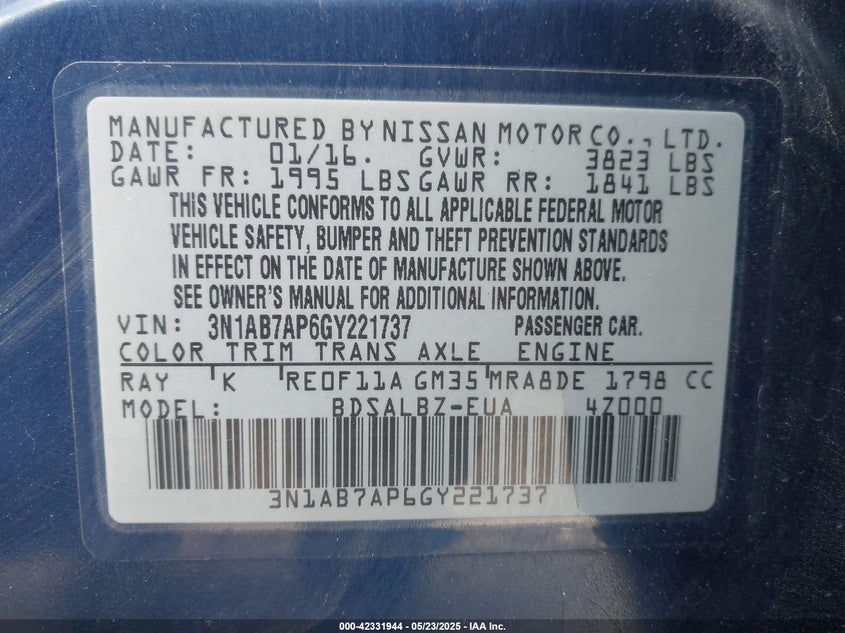 MANUFACTURED BY NISSAN MOTOR CO., LTD.
DATE: 01/16. GVWR: 3823 LBS
GAWR FR: 1995 LBS GAWR RR: 1841 LBS
THIS VEHICLE CONFORMS TO ALL APPLICABLE FEDERAL MOTOR
VEHICLE SAFETY, BUMPER AND THEFT PREVENTION STANDARDS
IN EFFECT ON THE DATE OF MANUFACTURE SHOWN ABOVE.
SEE OWNER'S MANUAL FOR ADDITIONAL INFORMATION.
VIN: 3N1AB7AP6GY221737 PASSENGER CAR.
COLOR TRIM TRANS AXLE ENGINE
RAY K RE0F11A GM35 MRA8DE 1798 CC
MODEL: BDSALBZ-EUA 4Z000
3N1AB7AP6GY221737
000-42331944 - 05/23/2025 - IAA Inc.